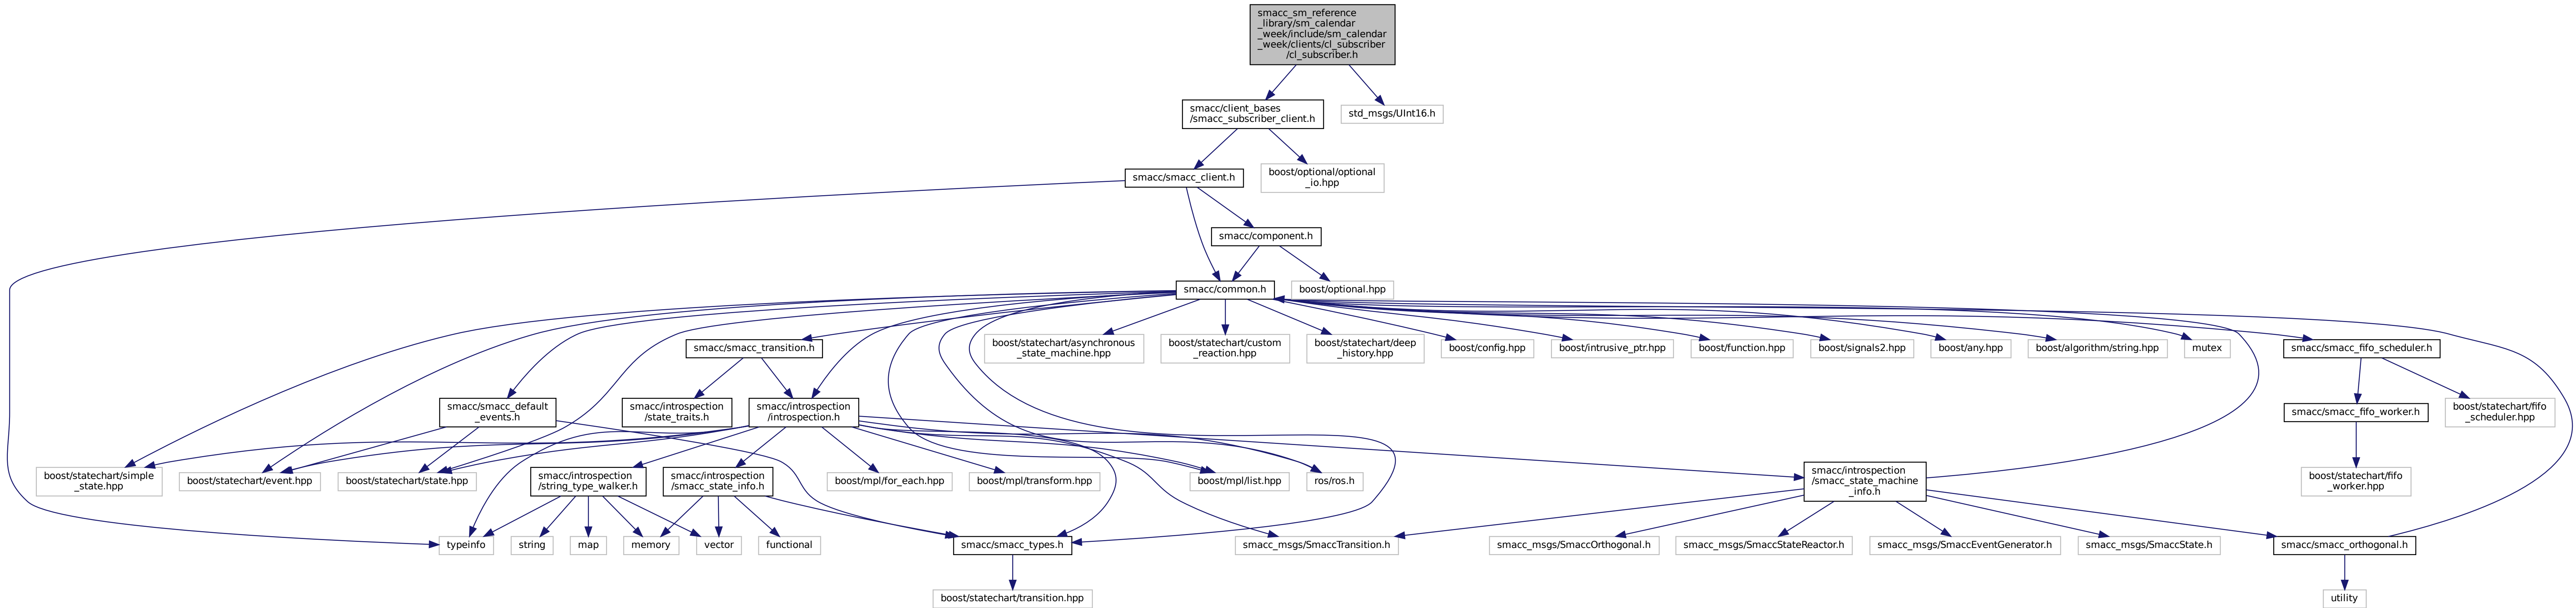 smacc_sm_reference
_library/sm_calendar
_week/include/sm_calendar
_week/clients/cl_subscriber
/cl_subscriber.h
smacc/client_bases
/smacc_subscriber_client.h
std_msgs/UInt16.h
smacc/smacc_client.h
boost/optional/optional
_io.hpp
smacc/component.h
smacc/common.h
boost/optional.hpp
smacc/smacc_transition.h
boost/statechart/asynchronous
_state_machine.hpp
boost/statechart/custom
_reaction.hpp
boost/statechart/deep
_history.hpp
boost/config.hpp
boost/intrusive_ptr.hpp
boost/function.hpp
boost/signals2.hpp
boost/any.hpp
boost/algorithm/string.hpp
mutex
smacc/smacc_fifo_scheduler.h
smacc/smacc_default
_events.h
smacc/introspection
/state_traits.h
smacc/introspection
/introspection.h
smacc/smacc_fifo_worker.h
boost/statechart/fifo
_scheduler.hpp
boost/statechart/simple
_state.hpp
boost/statechart/event.hpp
boost/statechart/state.hpp
smacc/introspection
/string_type_walker.h
smacc/introspection
/smacc_state_info.h
boost/mpl/for_each.hpp
boost/mpl/transform.hpp
boost/mpl/list.hpp
ros/ros.h
smacc/introspection
/smacc_state_machine
_info.h
boost/statechart/fifo
_worker.hpp
typeinfo
string
map
memory
vector
functional
smacc/smacc_types.h
smacc_msgs/SmaccTransition.h
smacc_msgs/SmaccOrthogonal.h
smacc_msgs/SmaccStateReactor.h
smacc_msgs/SmaccEventGenerator.h
smacc_msgs/SmaccState.h
smacc/smacc_orthogonal.h
boost/statechart/transition.hpp
utility